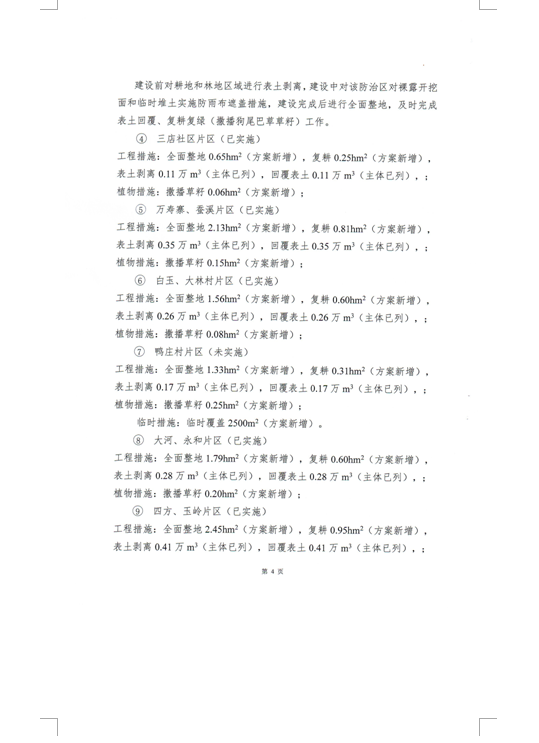 建设前对耕地和林地区域进行表土剥离，建设中对该防治区对裸露开挖
面和临时堆土实施防雨布遮盖措施，建设完成后进行全面整地，及时完成
表土回覆、复耕复绿（撒播狗尾巴草草籽）工作。
④ 三店社区片区（已实施）
工程措施：全面整地 0.65hm²（方案新增），复耕 0.25hm²（方案新增），
表土剥离 0.11 万 m³（主体已列），回覆表土 0.11 万 m³（主体已列），；
植物措施：撒播草籽 0.06hm²（方案新增）；
⑤ 万寿寨、蚕溪片区（已实施）
工程措施：全面整地 2.13hm²（方案新增），复耕 0.81hm²（方案新增），
表土剥离 0.35 万 m³（主体已列），回覆表土 0.35 万 m³（主体已列），；
植物措施：撒播草籽 0.15hm²（方案新增）；
⑥ 白玉、大林村片区（已实施）
工程措施：全面整地 1.56hm²（方案新增），复耕 0.60hm²（方案新增），
表土剥离 0.26 万 m³（主体已列），回覆表土 0.26 万 m³（主体已列），；
植物措施：撒播草籽 0.08hm²（方案新增）；
⑦ 鸭庄村片区（未实施）
工程措施：全面整地 1.33hm²（方案新增），复耕 0.31hm²（方案新增），
表土剥离 0.17 万 m³（主体已列），回覆表土 0.17 万 m³（主体已列），；
植物措施：撒播草籽 0.25hm²（方案新增）；
临时措施：临时覆盖 2500m²（方案新增）。
⑧ 大河、永和片区（已实施）
工程措施：全面整地 1.79hm²（方案新增），复耕 0.60hm²（方案新增），
表土剥离 0.28 万 m³（主体已列），回覆表土 0.28 万 m³（主体已列），；
植物措施：撒播草籽 0.20hm²（方案新增）；
⑨ 四方、玉岭片区（已实施）
工程措施：全面整地 2.45hm²（方案新增），复耕 0.95hm²（方案新增），
表土剥离 0.41 万 m³（主体已列），回覆表土 0.41 万 m³（主体已列），；
第 4 页